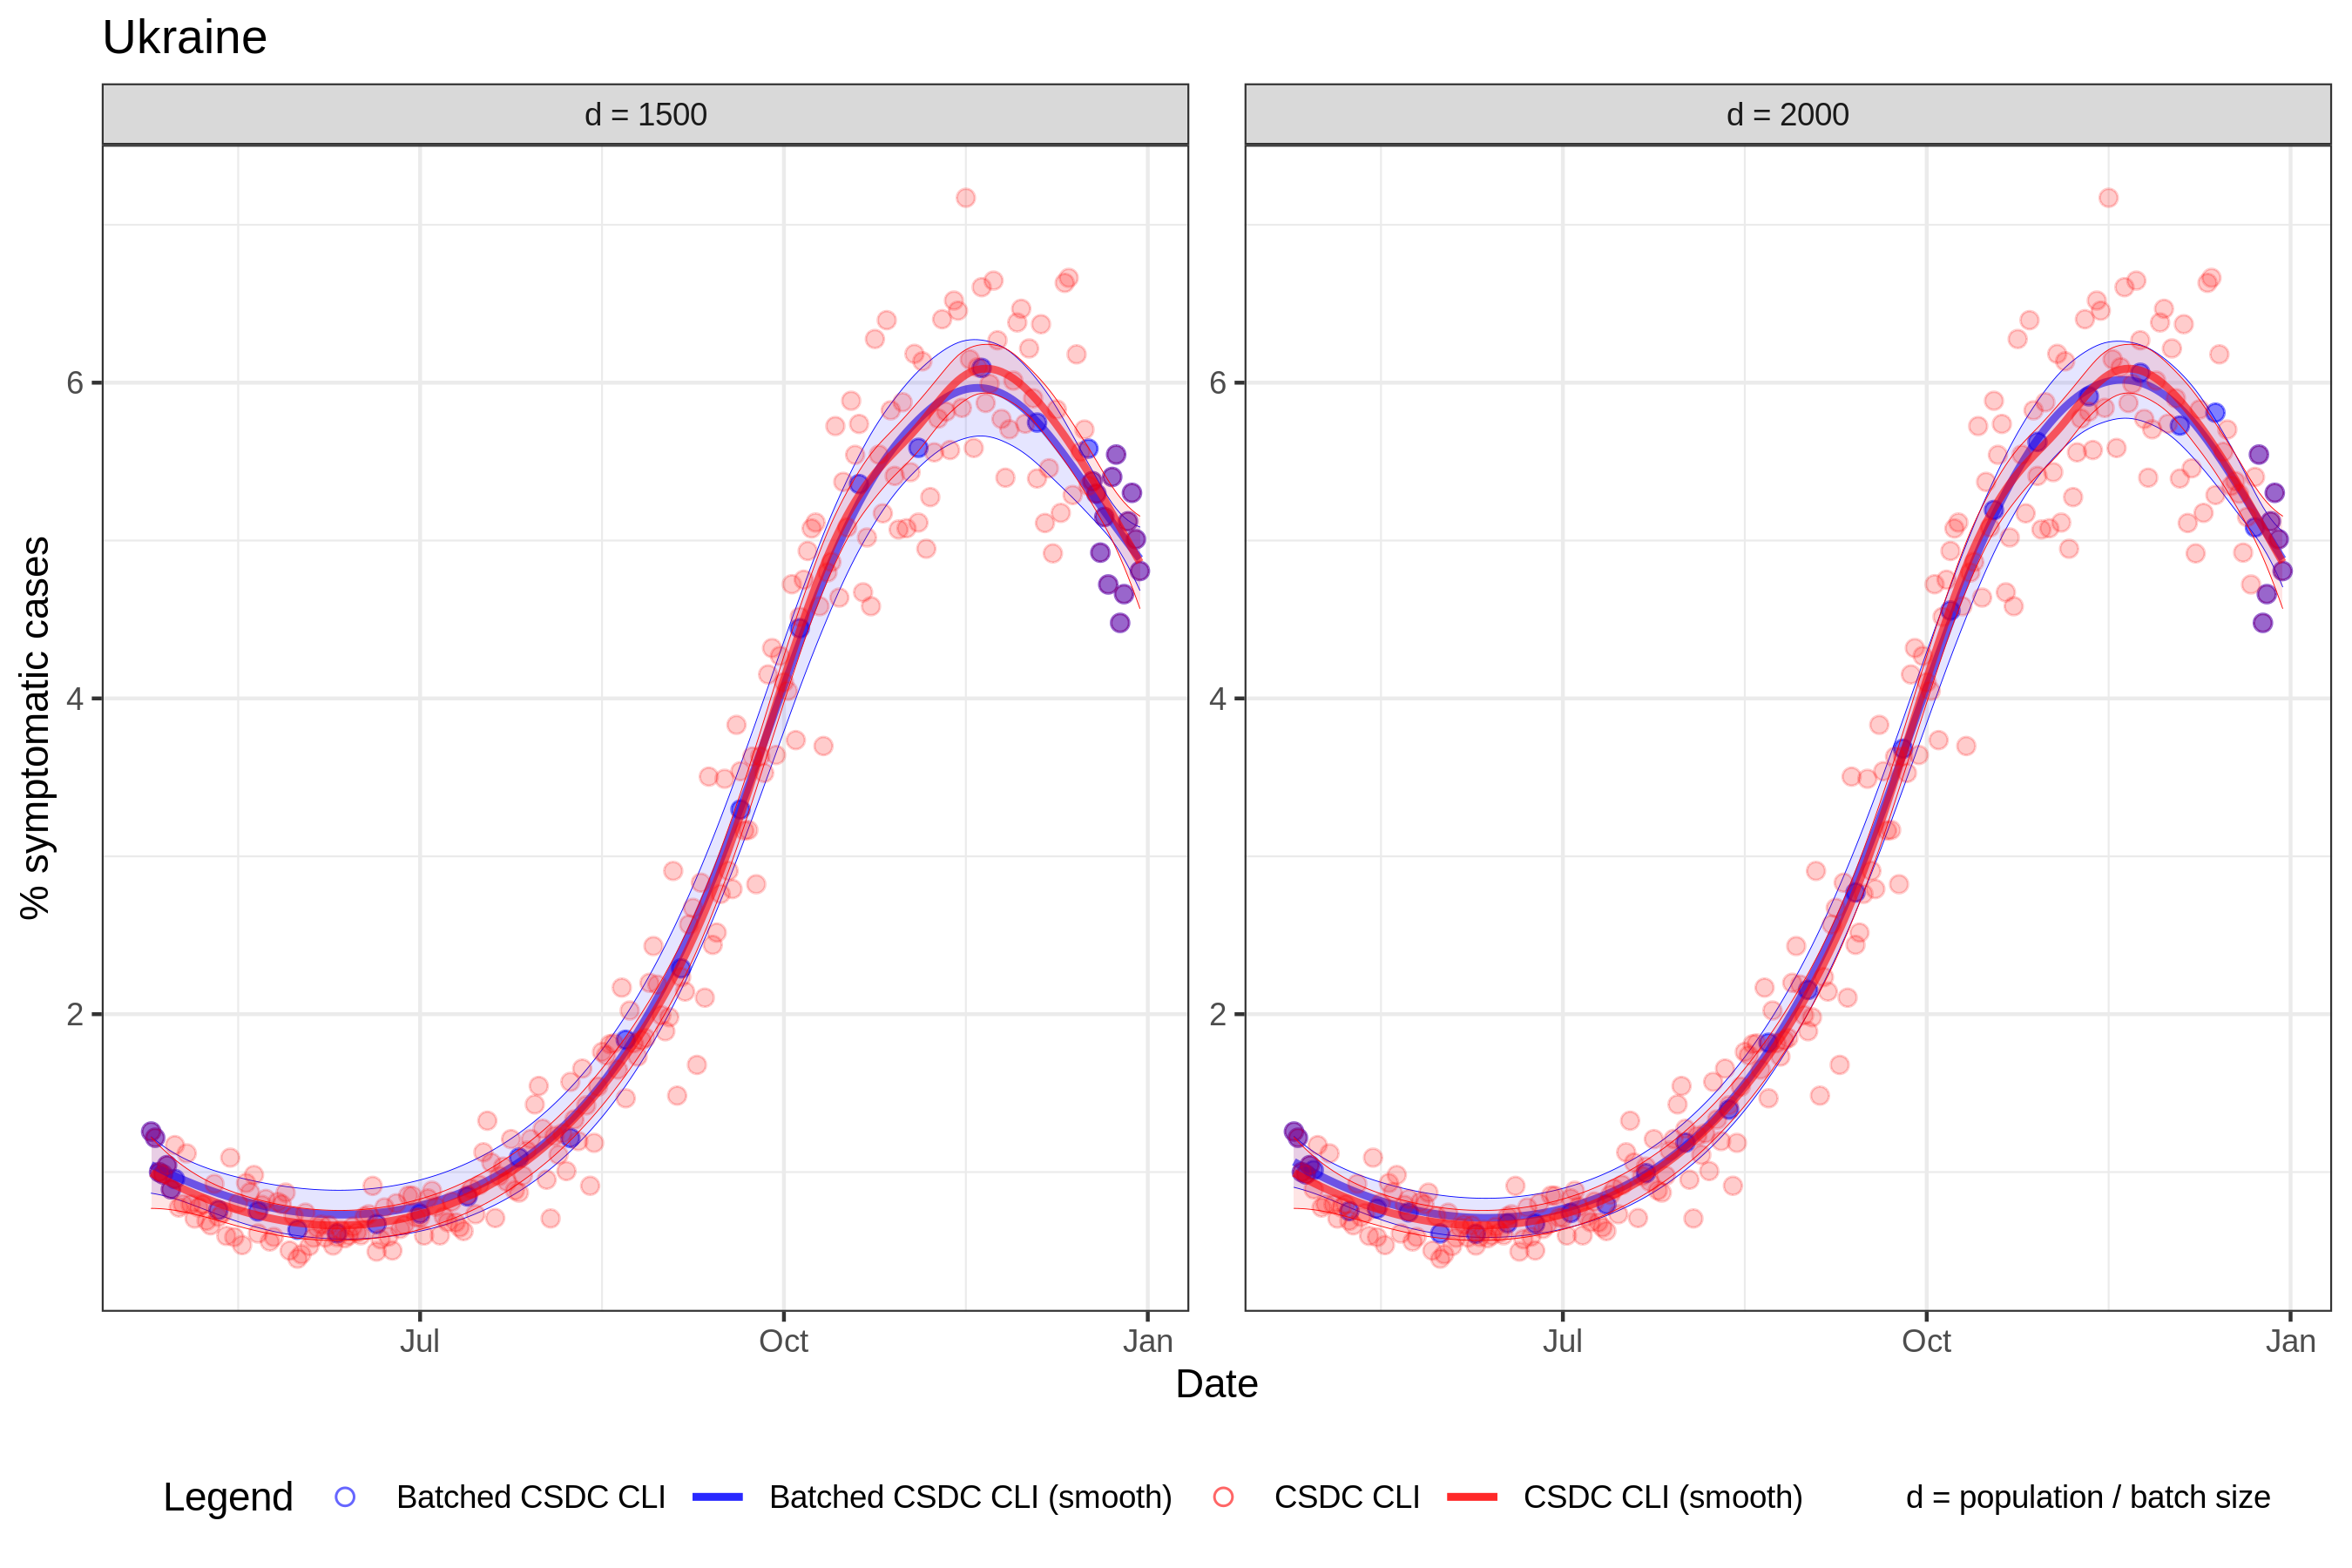 Ukraine
d = 1500
d = 2000
% symptomatic cases
6
4
2
6
4
2
Jul
Oct
Jan
Jul
Oct
Jan
Date
Legend
Batched CSDC CLI
Batched CSDC CLI (smooth)
CSDC CLI
CSDC CLI (smooth)
d = population / batch size